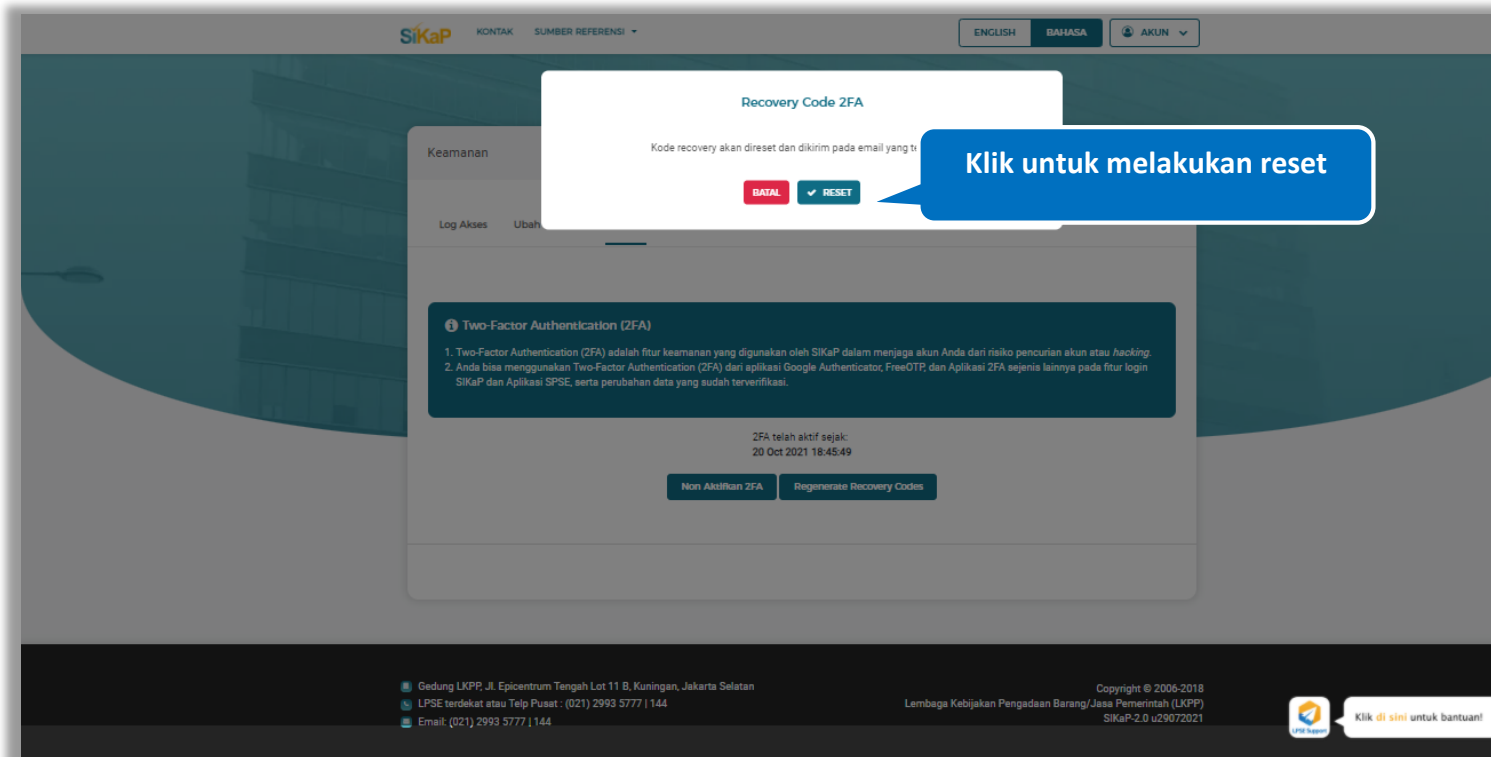 SiKaP KONTAK SUMBER REFERENSI ENGLISH BAHASA AKUN
Recovery Code 2FA
Kode recovery akan direset dan dikirim pada email yang
Klik untuk melakukan reset
BATAL RESET
Keamanan
Log Akses Ubah
Two-Factor Authentication (2FA)
1. Two-Factor Authentication (2FA) adalah fitur keamanan yang digunakan oleh SIKaP dalam menjaga akun Anda dari risiko pencurian akun atau hacking.
2. Anda bisa menggunakan Two-Factor Authentication (2FA) dari aplikasi Google Authenticator, FreeOTP, dan Aplikasi 2FA sejenis lainnya pada fitur login
SIKaP dan Aplikasi SPSE, serta perubahan data yang sudah terverifikasi.
2FA telah aktif sejak:
20 Oct 2021 18:45:49
Non Aktifkan 2FA Regenerate Recovery Codes
Gedung LKPP, Jl. Epicentrum Tengah Lot 11 B, Kuningan, Jakarta Selatan
LPSE terdekat atau Telp Pusat : (021) 2993 5777 | 144
Email: (021) 2993 5777 | 144
Copyright © 2006-2018
Lembaga Kebijakan Pengadaan Barang/Jasa Pemerintah (LKPP)
SIKaP-2.0 u29072021
LPSE Support
Klik di sini untuk bantuan!